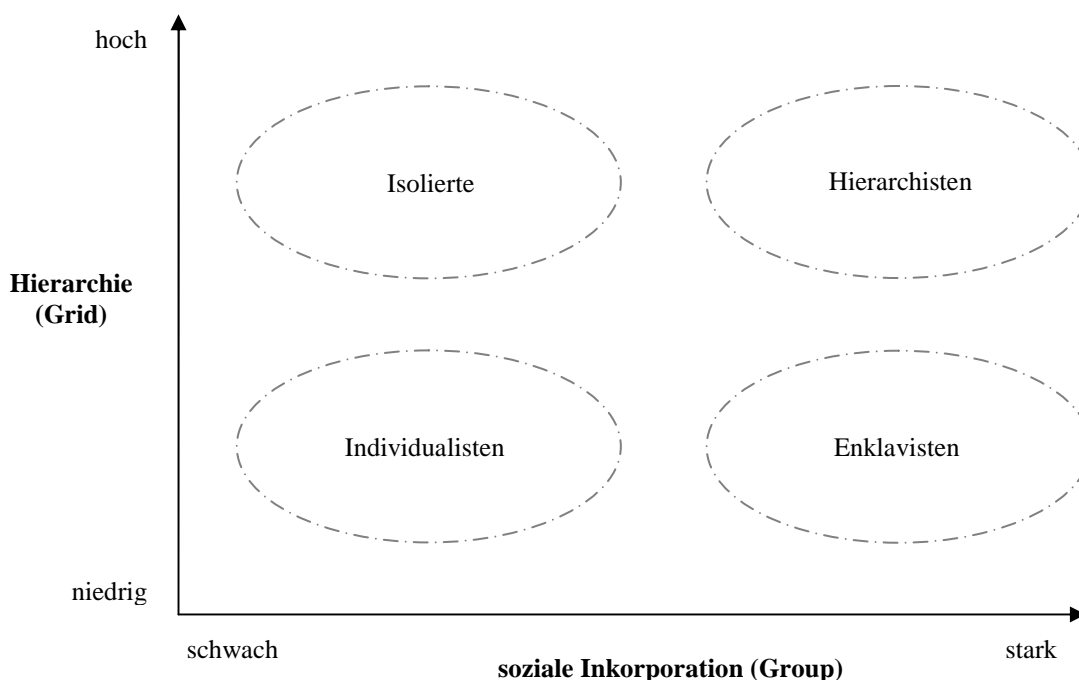 hoch
Isolierte
Hierarchisten
Hierarchie
(Grid)
Individualisten
Enklavisten
niedrig
schwach
stark
soziale Inkorporation (Group)